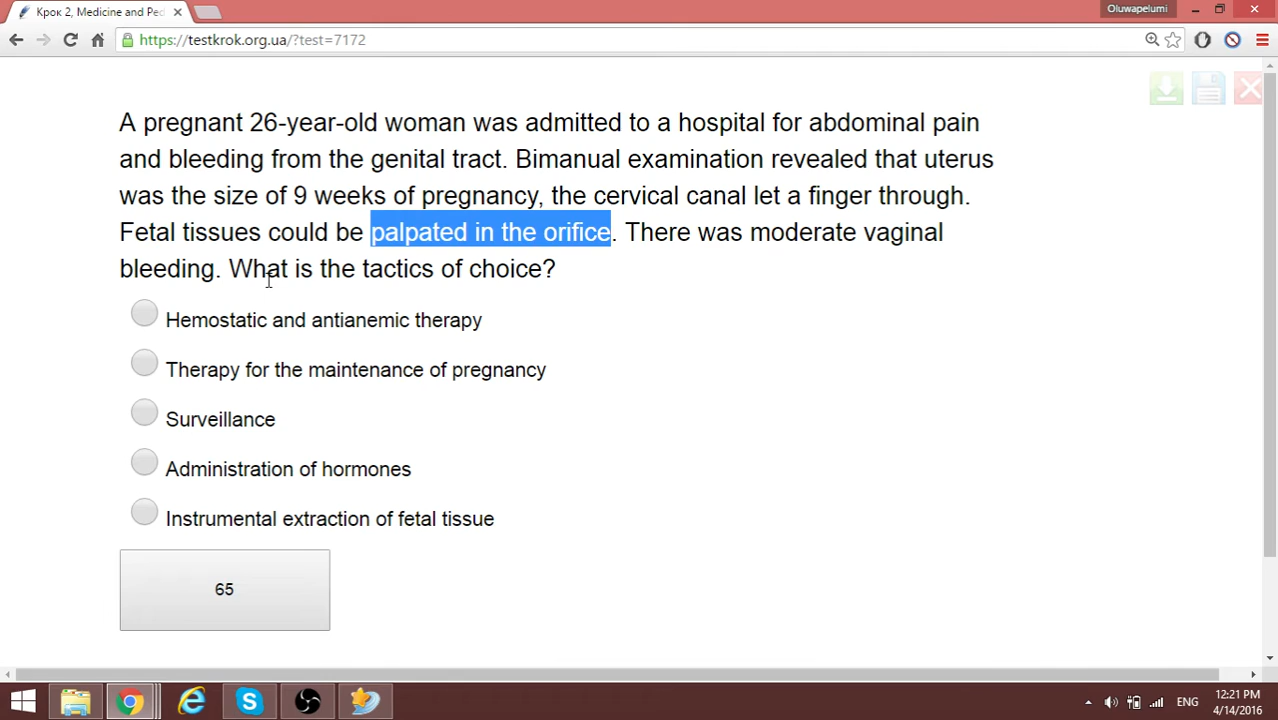 Крок 2, Medicine and Ped
Oluwapelumi
https://testkrok.org.ua/?test=7172
A pregnant 26-year-old woman was admitted to a hospital for abdominal pain
and bleeding from the genital tract. Bimanual examination revealed that uterus
was the size of 9 weeks of pregnancy, the cervical canal let a finger through.
Fetal tissues could be palpated in the orifice. There was moderate vaginal
bleeding. What is the tactics of choice?
Hemostatic and antianemic therapy
Therapy for the maintenance of pregnancy
Surveillance
Administration of hormones
Instrumental extraction of fetal tissue
65
ENG
12:21 PM
4/14/2016